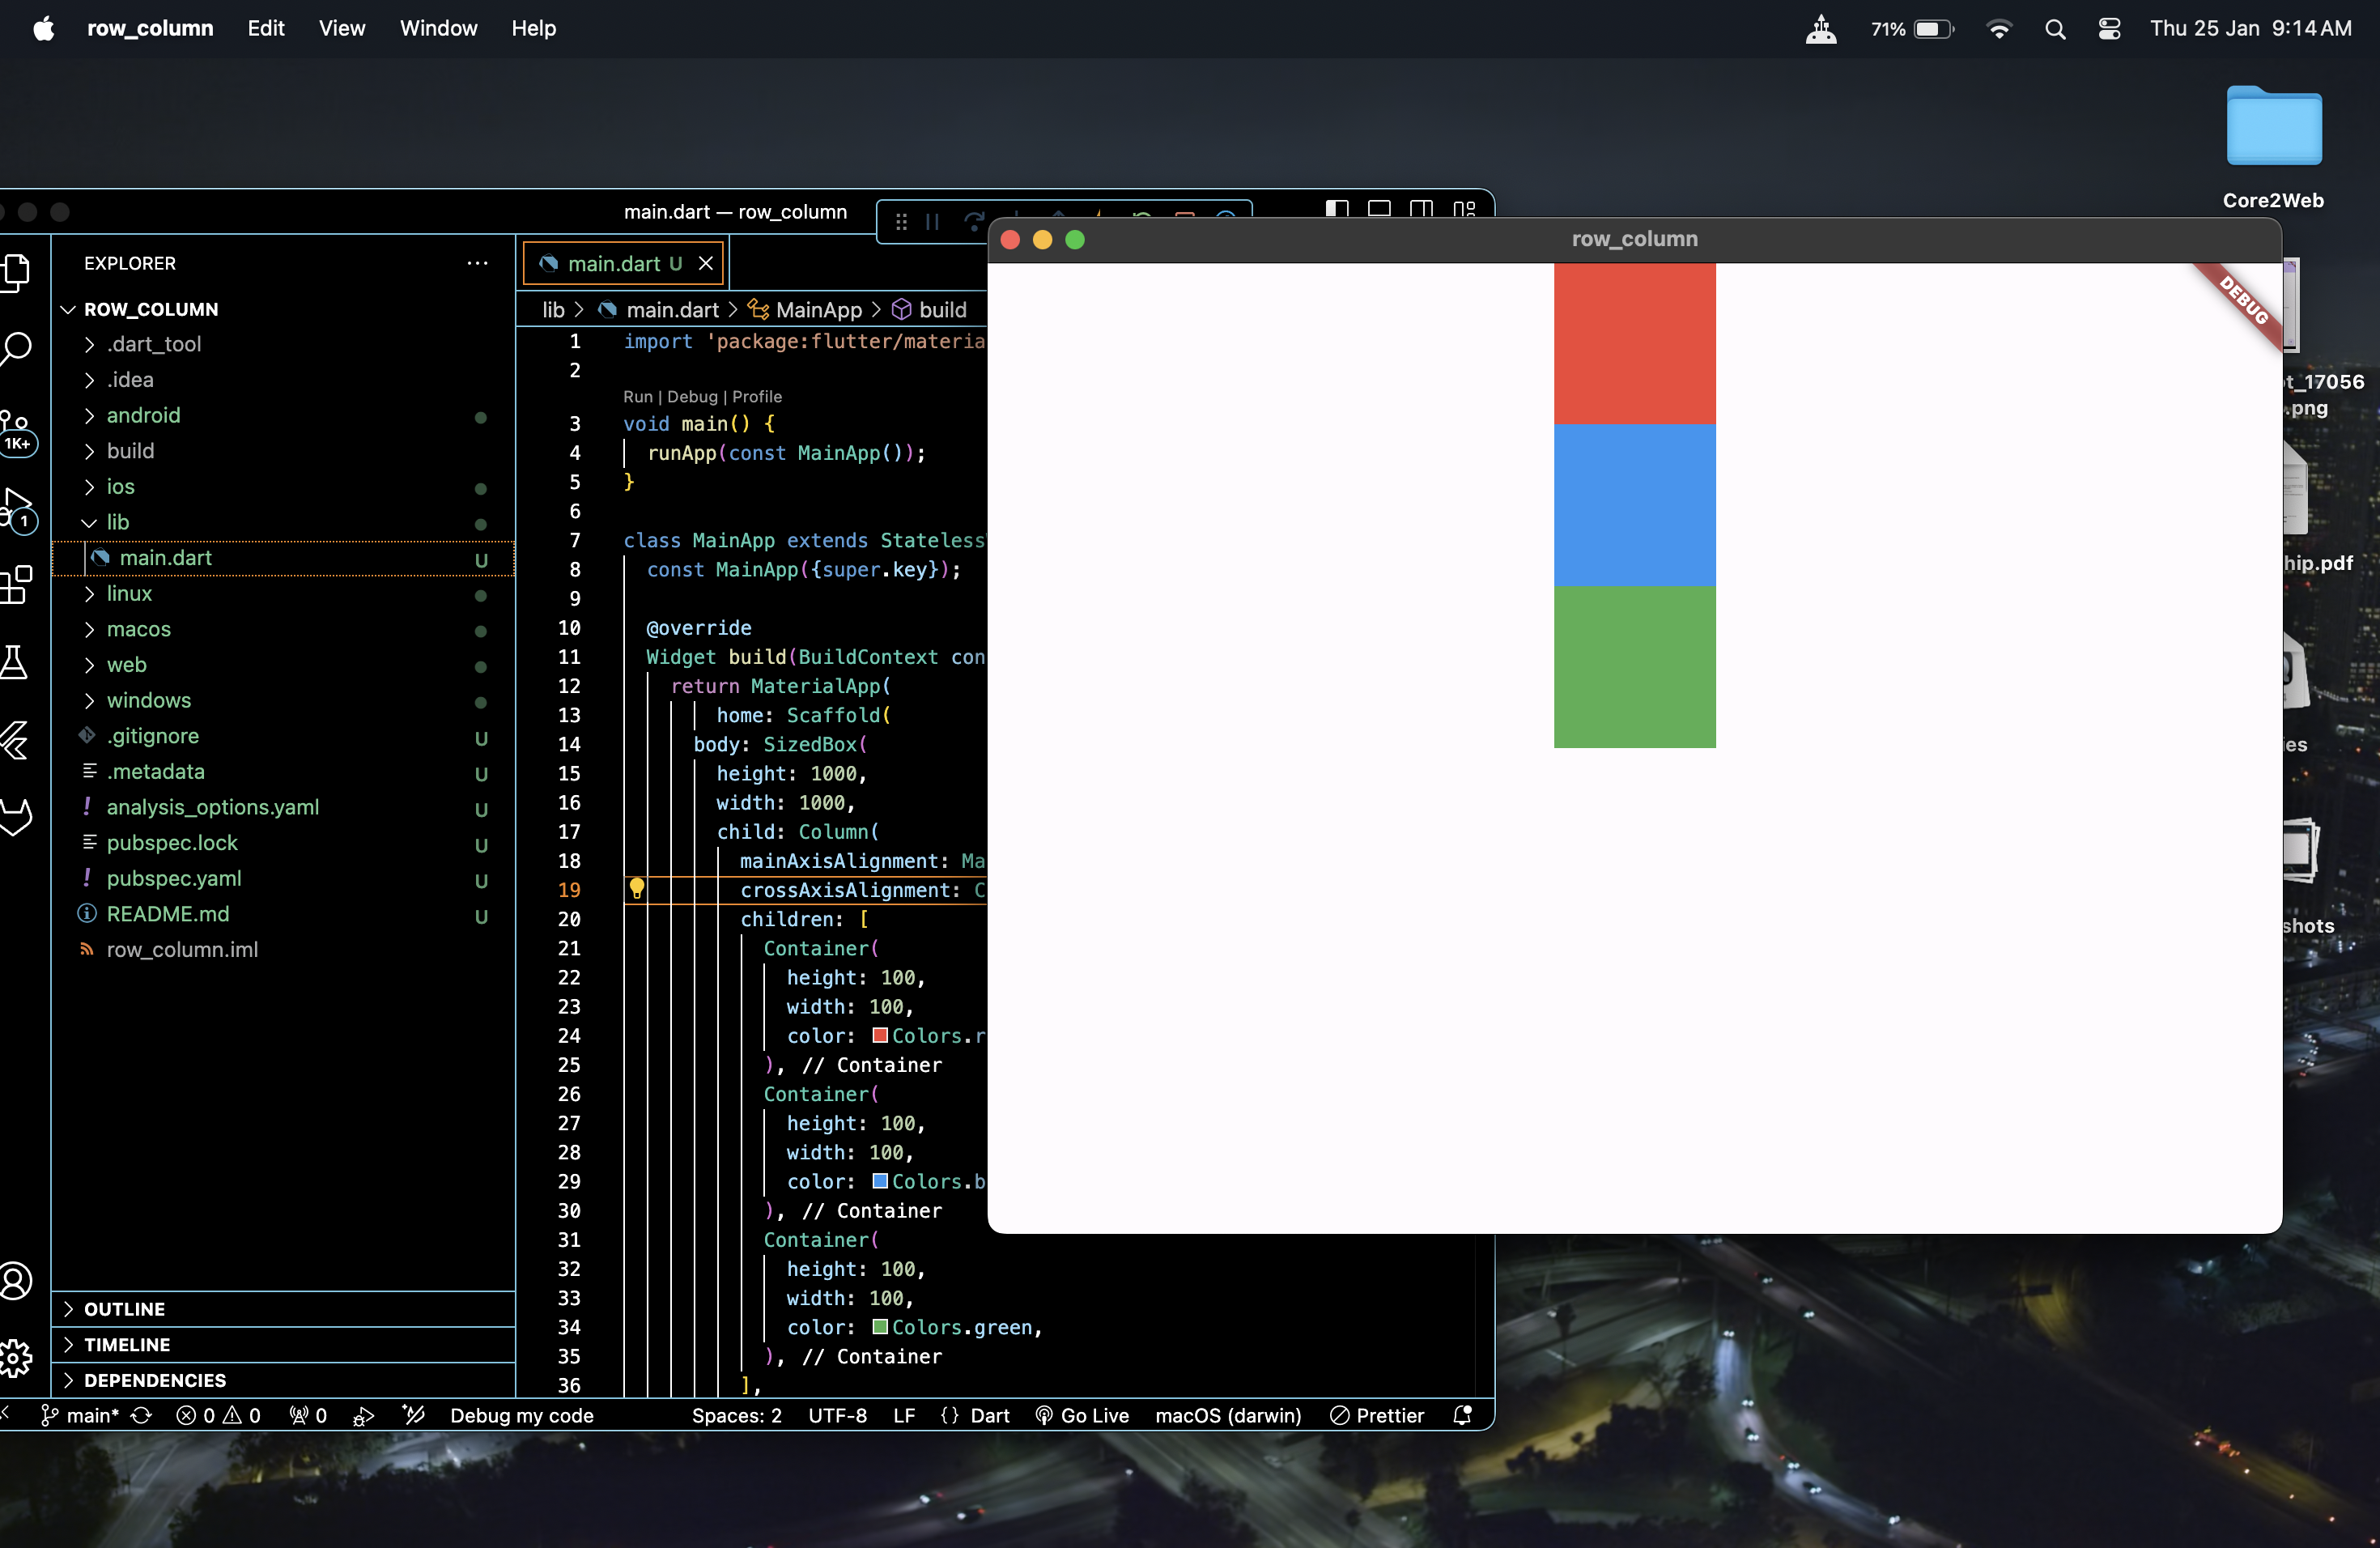 row_column Edit View Window Help
71% Thu 25 Jan 9:14 AM
Core2Web
main.dart — row_column
row_column
DEBUG
EXPLORER
main.dart U
ROW_COLUMN
lib > main.dart > MainApp > build
.dart_tool
.idea
android
build
ios
lib
main.dart U
linux
macos
web
windows
.gitignore U
.metadata U
analysis_options.yaml U
pubspec.lock U
pubspec.yaml U
README.md U
row_column.iml
OUTLINE
TIMELINE
DEPENDENCIES
1K+
1
1 import 'package:flutter/materia
2
Run | Debug | Profile
3 void main() {
4 runApp(const MainApp());
5 }
6
7 class MainApp extends Stateless
8 const MainApp({super.key});
9
10 @override
11 Widget build(BuildContext con
12 return MaterialApp(
13 home: Scaffold(
14 body: SizedBox(
15 height: 1000,
16 width: 1000,
17 child: Column(
18 mainAxisAlignment: Ma
19 crossAxisAlignment: C
20 children: [
21 Container(
22 height: 100,
23 width: 100,
24 color: Colors.r
25 ), // Container
26 Container(
27 height: 100,
28 width: 100,
29 color: Colors.b
30 ), // Container
31 Container(
32 height: 100,
33 width: 100,
34 color: Colors.green,
35 ), // Container
36 ],
t_17056
.png
hip.pdf
ies
shots
main* 0 0 0 Debug my code Spaces: 2 UTF-8 LF {} Dart Go Live macOS (darwin) Prettier